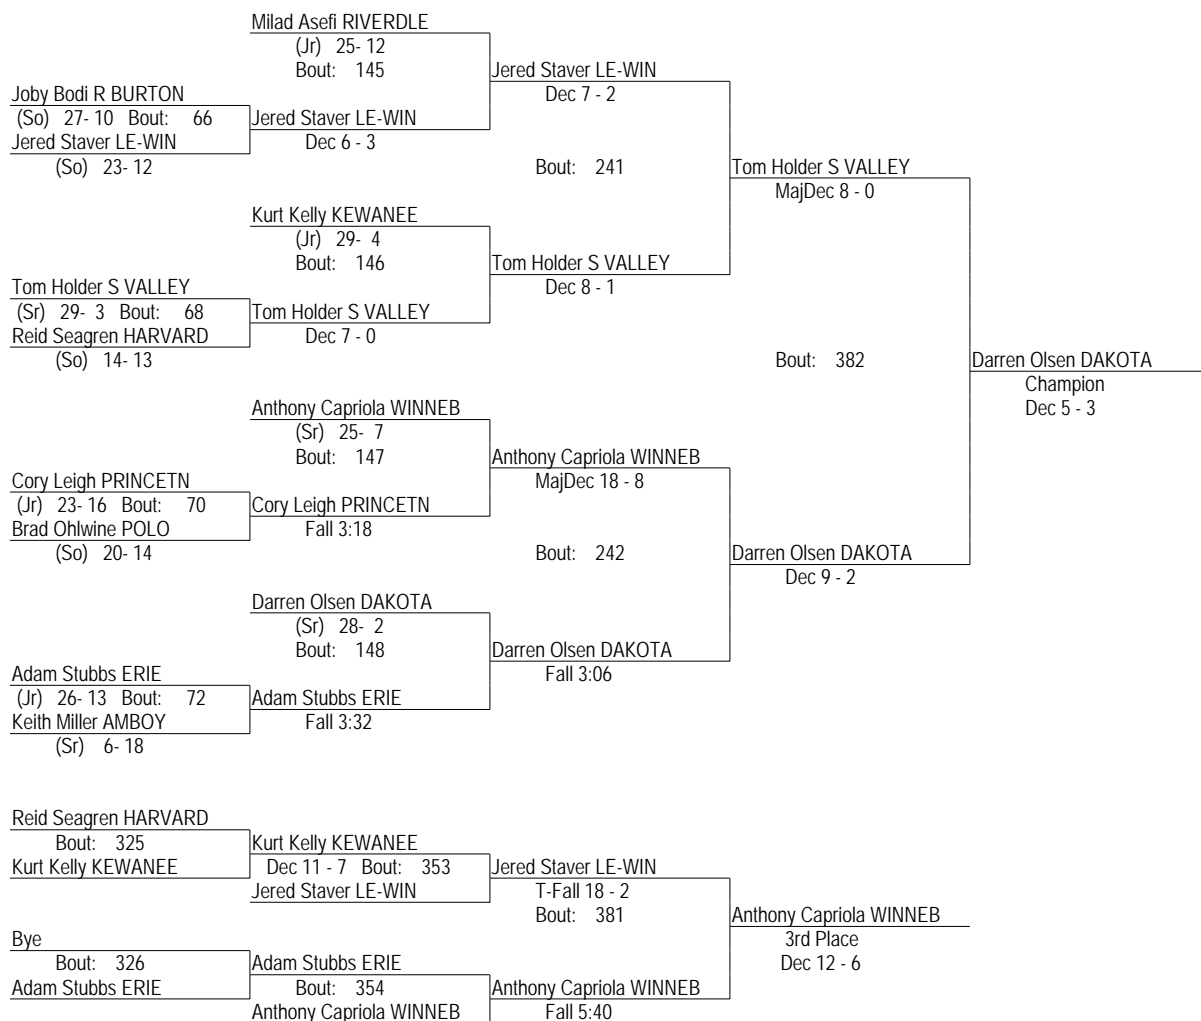 Milad Asefi RIVERDLE
(Jr) 25- 12
Bout: 145
Jered Staver LE-WIN
Dec 7 - 2
Joby Bodi R BURTON
(So) 27- 10 Bout: 66
Jered Staver LE-WIN
Jered Staver LE-WIN
Dec 6 - 3
(So) 23- 12
Bout: 241
Tom Holder S VALLEY
MajDec 8 - 0
Kurt Kelly KEWANEE
(Jr) 29- 4
Bout: 146
Tom Holder S VALLEY
Dec 8 - 1
Tom Holder S VALLEY
(Sr) 29- 3 Bout: 68
Tom Holder S VALLEY
Reid Seagren HARVARD
Dec 7 - 0
(So) 14- 13
Bout: 382
Darren Olsen DAKOTA
Champion
Dec 5 - 3
Anthony Capriola WINNEB
(Sr) 25- 7
Bout: 147
Anthony Capriola WINNEB
MajDec 18 - 8
Cory Leigh PRINCETN
(Jr) 23- 16 Bout: 70
Cory Leigh PRINCETN
Brad Ohlwine POLO
Fall 3:18
(So) 20- 14
Bout: 242
Darren Olsen DAKOTA
Dec 9 - 2
Darren Olsen DAKOTA
(Sr) 28- 2
Bout: 148
Darren Olsen DAKOTA
Fall 3:06
Adam Stubbs ERIE
(Jr) 26- 13 Bout: 72
Adam Stubbs ERIE
Keith Miller AMBOY
Fall 3:32
(Sr) 6- 18
Reid Seagren HARVARD
Bout: 325
Kurt Kelly KEWANEE
Kurt Kelly KEWANEE
Dec 11 - 7 Bout: 353
Jered Staver LE-WIN
Jered Staver LE-WIN
T-Fall 18 - 2
Bout: 381
Anthony Capriola WINNEB
3rd Place
Dec 12 - 6
Bye
Bout: 326
Adam Stubbs ERIE
Adam Stubbs ERIE
Bout: 354
Anthony Capriola WINNEB
Anthony Capriola WINNEB
Fall 5:40